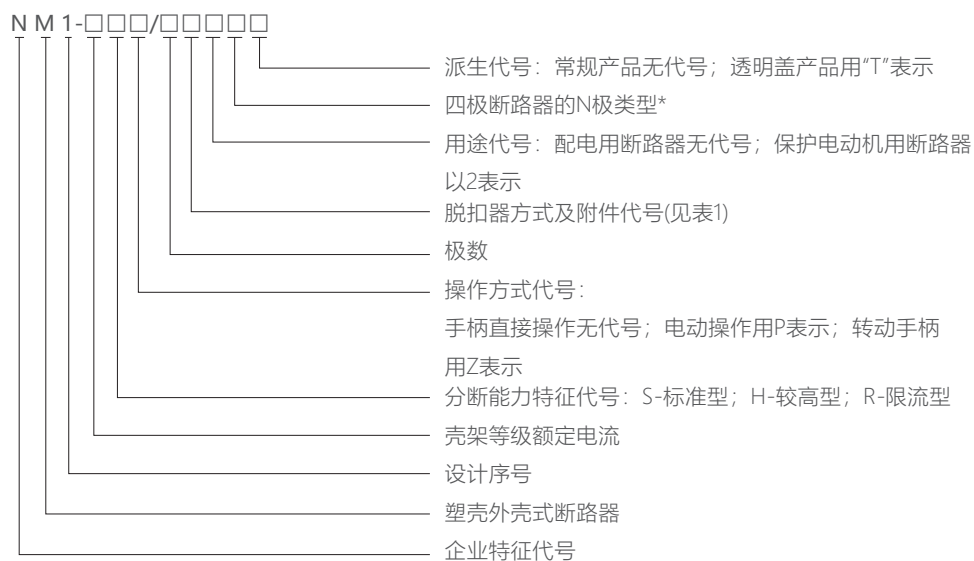 NM1-□□□/□□□□□
派生代号：常规产品无代号；透明盖产品用“T”表示
四极断路器的N极类型*
用途代号：配电用断路器无代号；保护电动机用断路器
以2表示
脱扣器方式及附件代号(见表1)
极数
操作方式代号：
手柄直接操作无代号；电动操作用P表示；转动手柄
用Z表示
分断能力特征代号：S-标准型；H-较高型；R-限流型
壳架等级额定电流
设计序号
塑壳外壳式断路器
企业特征代号